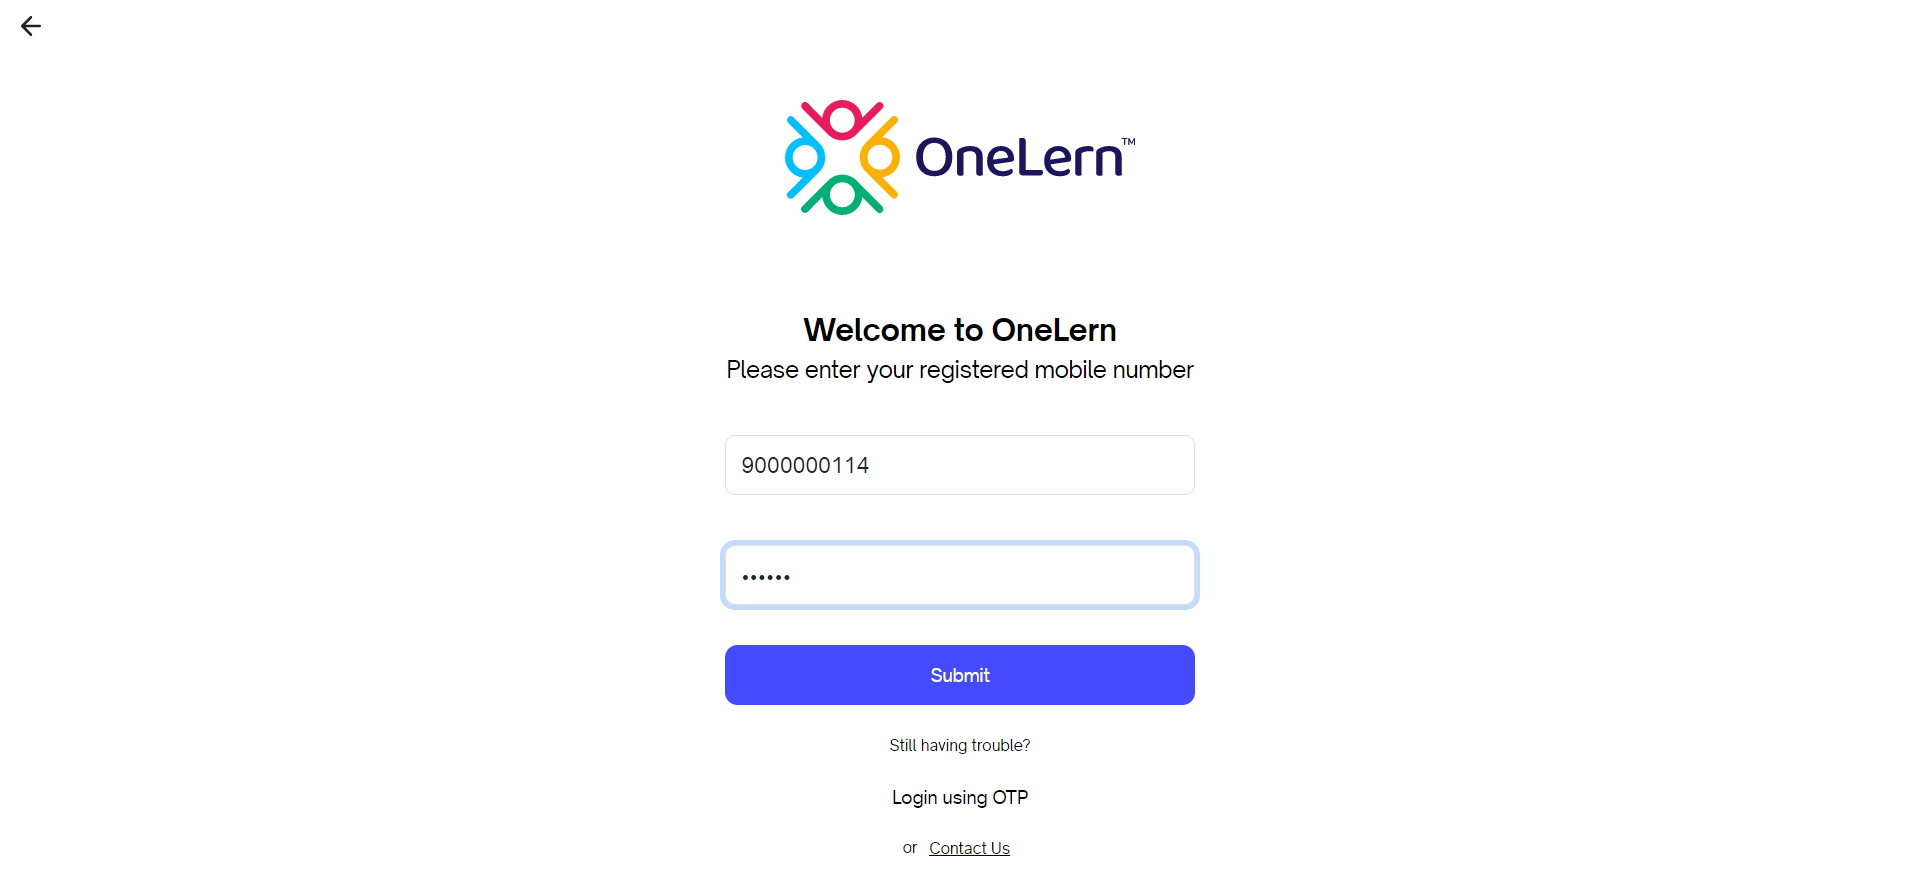 OneLern™
Welcome to OneLern
Please enter your registered mobile number
9000000114
••••••
Submit
Still having trouble?
Login using OTP
or Contact Us